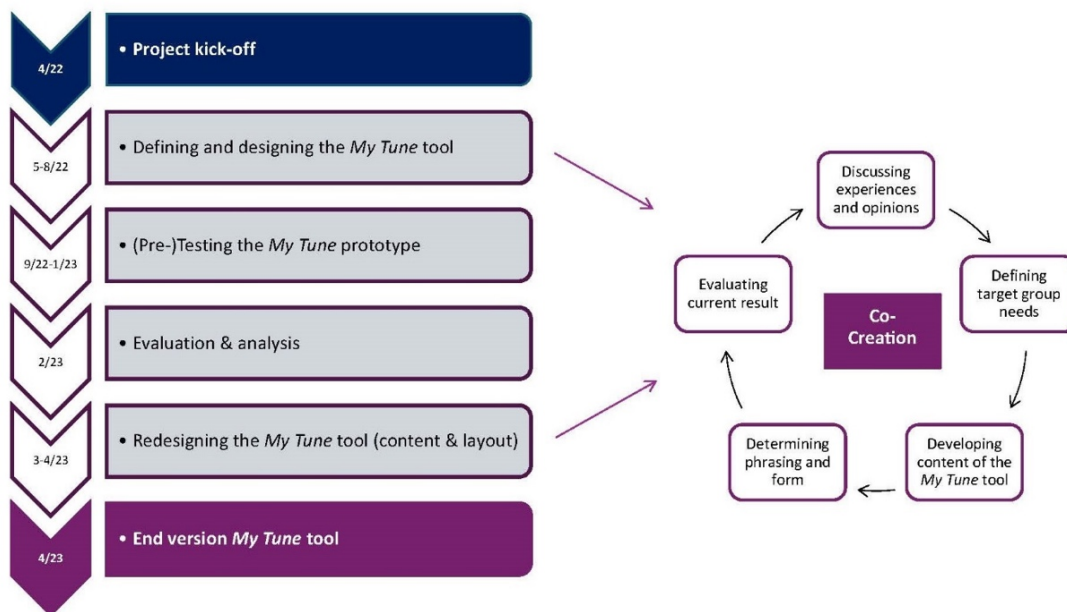 4/22
• Project kick-off
5-8/22
• Defining and designing the My Tune tool
9/22-1/23
• (Pre-)Testing the My Tune prototype
2/23
• Evaluation & analysis
3-4/23
• Redesigning the My Tune tool (content & layout)
4/23
• End version My Tune tool
Discussing
experiences
and opinions
Defining
target group
needs
Developing
content of the
My Tune tool
Determining
phrasing and
form
Evaluating
current result
Co-
Creation